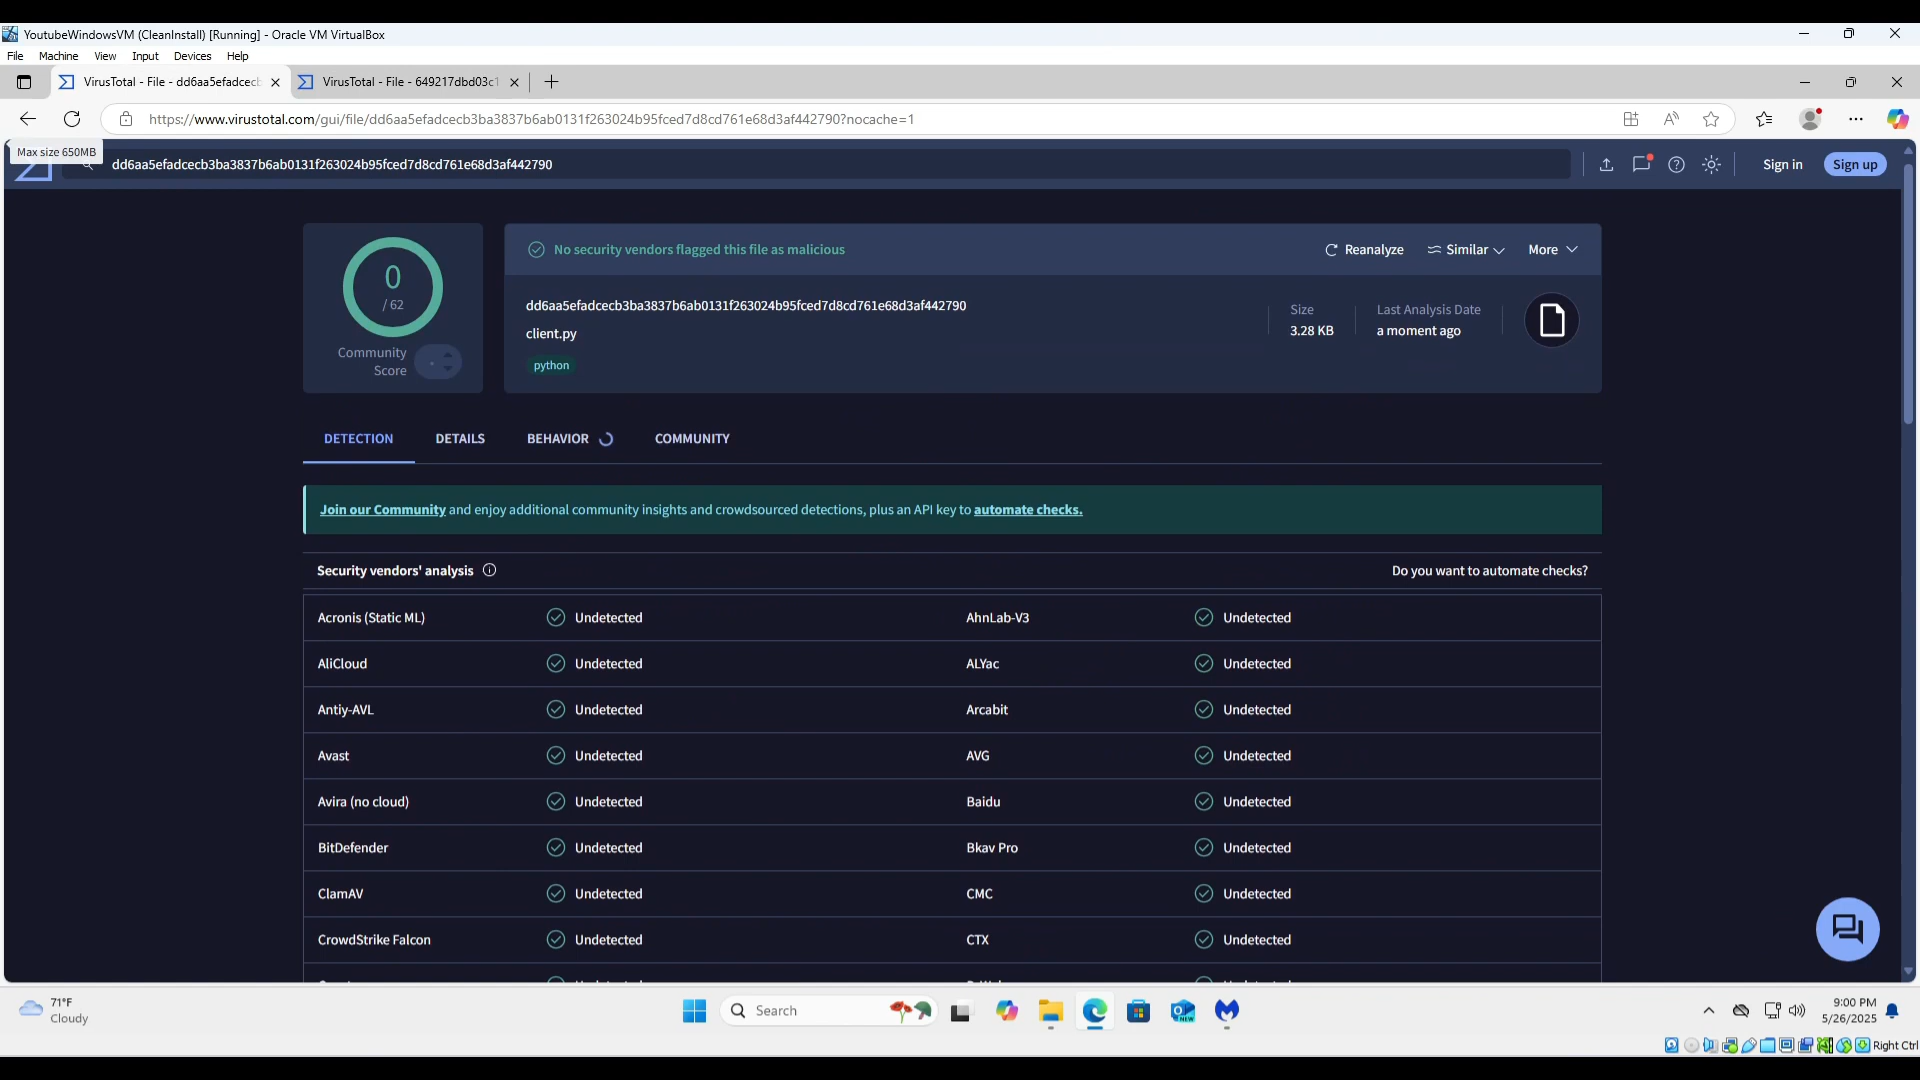 YoutubeWindowsVM (CleanInstall) [Running] - Oracle VM VirtualBox
File Machine View Input Devices Help
VirusTotal - File - dd6aa5efadcecb
VirusTotal - File - 649217dbd03c1
https://www.virustotal.com/gui/file/dd6aa5efadcecb3ba3837b6ab0131f263024b95fced7d8cd761e68d3af442790?nocache=1
Max size 650MB
dd6aa5efadcecb3ba3837b6ab0131f263024b95fced7d8cd761e68d3af442790
Sign in
Sign up
0
/ 62
Community
Score
No security vendors flagged this file as malicious
Reanalyze
Similar
More
dd6aa5efadcecb3ba3837b6ab0131f263024b95fced7d8cd761e68d3af442790
client.py
python
Size
3.28 KB
Last Analysis Date
a moment ago
DETECTION DETAILS BEHAVIOR COMMUNITY
Join our Community and enjoy additional community insights and crowdsourced detections, plus an API key to automate checks.
Security vendors' analysis
Do you want to automate checks?
Acronis (Static ML) Undetected AhnLab-V3 Undetected
AliCloud Undetected ALYac Undetected
Antiy-AVL Undetected Arcabit Undetected
Avast Undetected AVG Undetected
Avira (no cloud) Undetected Baidu Undetected
BitDefender Undetected Bkav Pro Undetected
ClamAV Undetected CMC Undetected
CrowdStrike Falcon Undetected CTX Undetected
71°F
Cloudy
Search
NEW
9:00 PM
5/26/2025
Right Ctrl